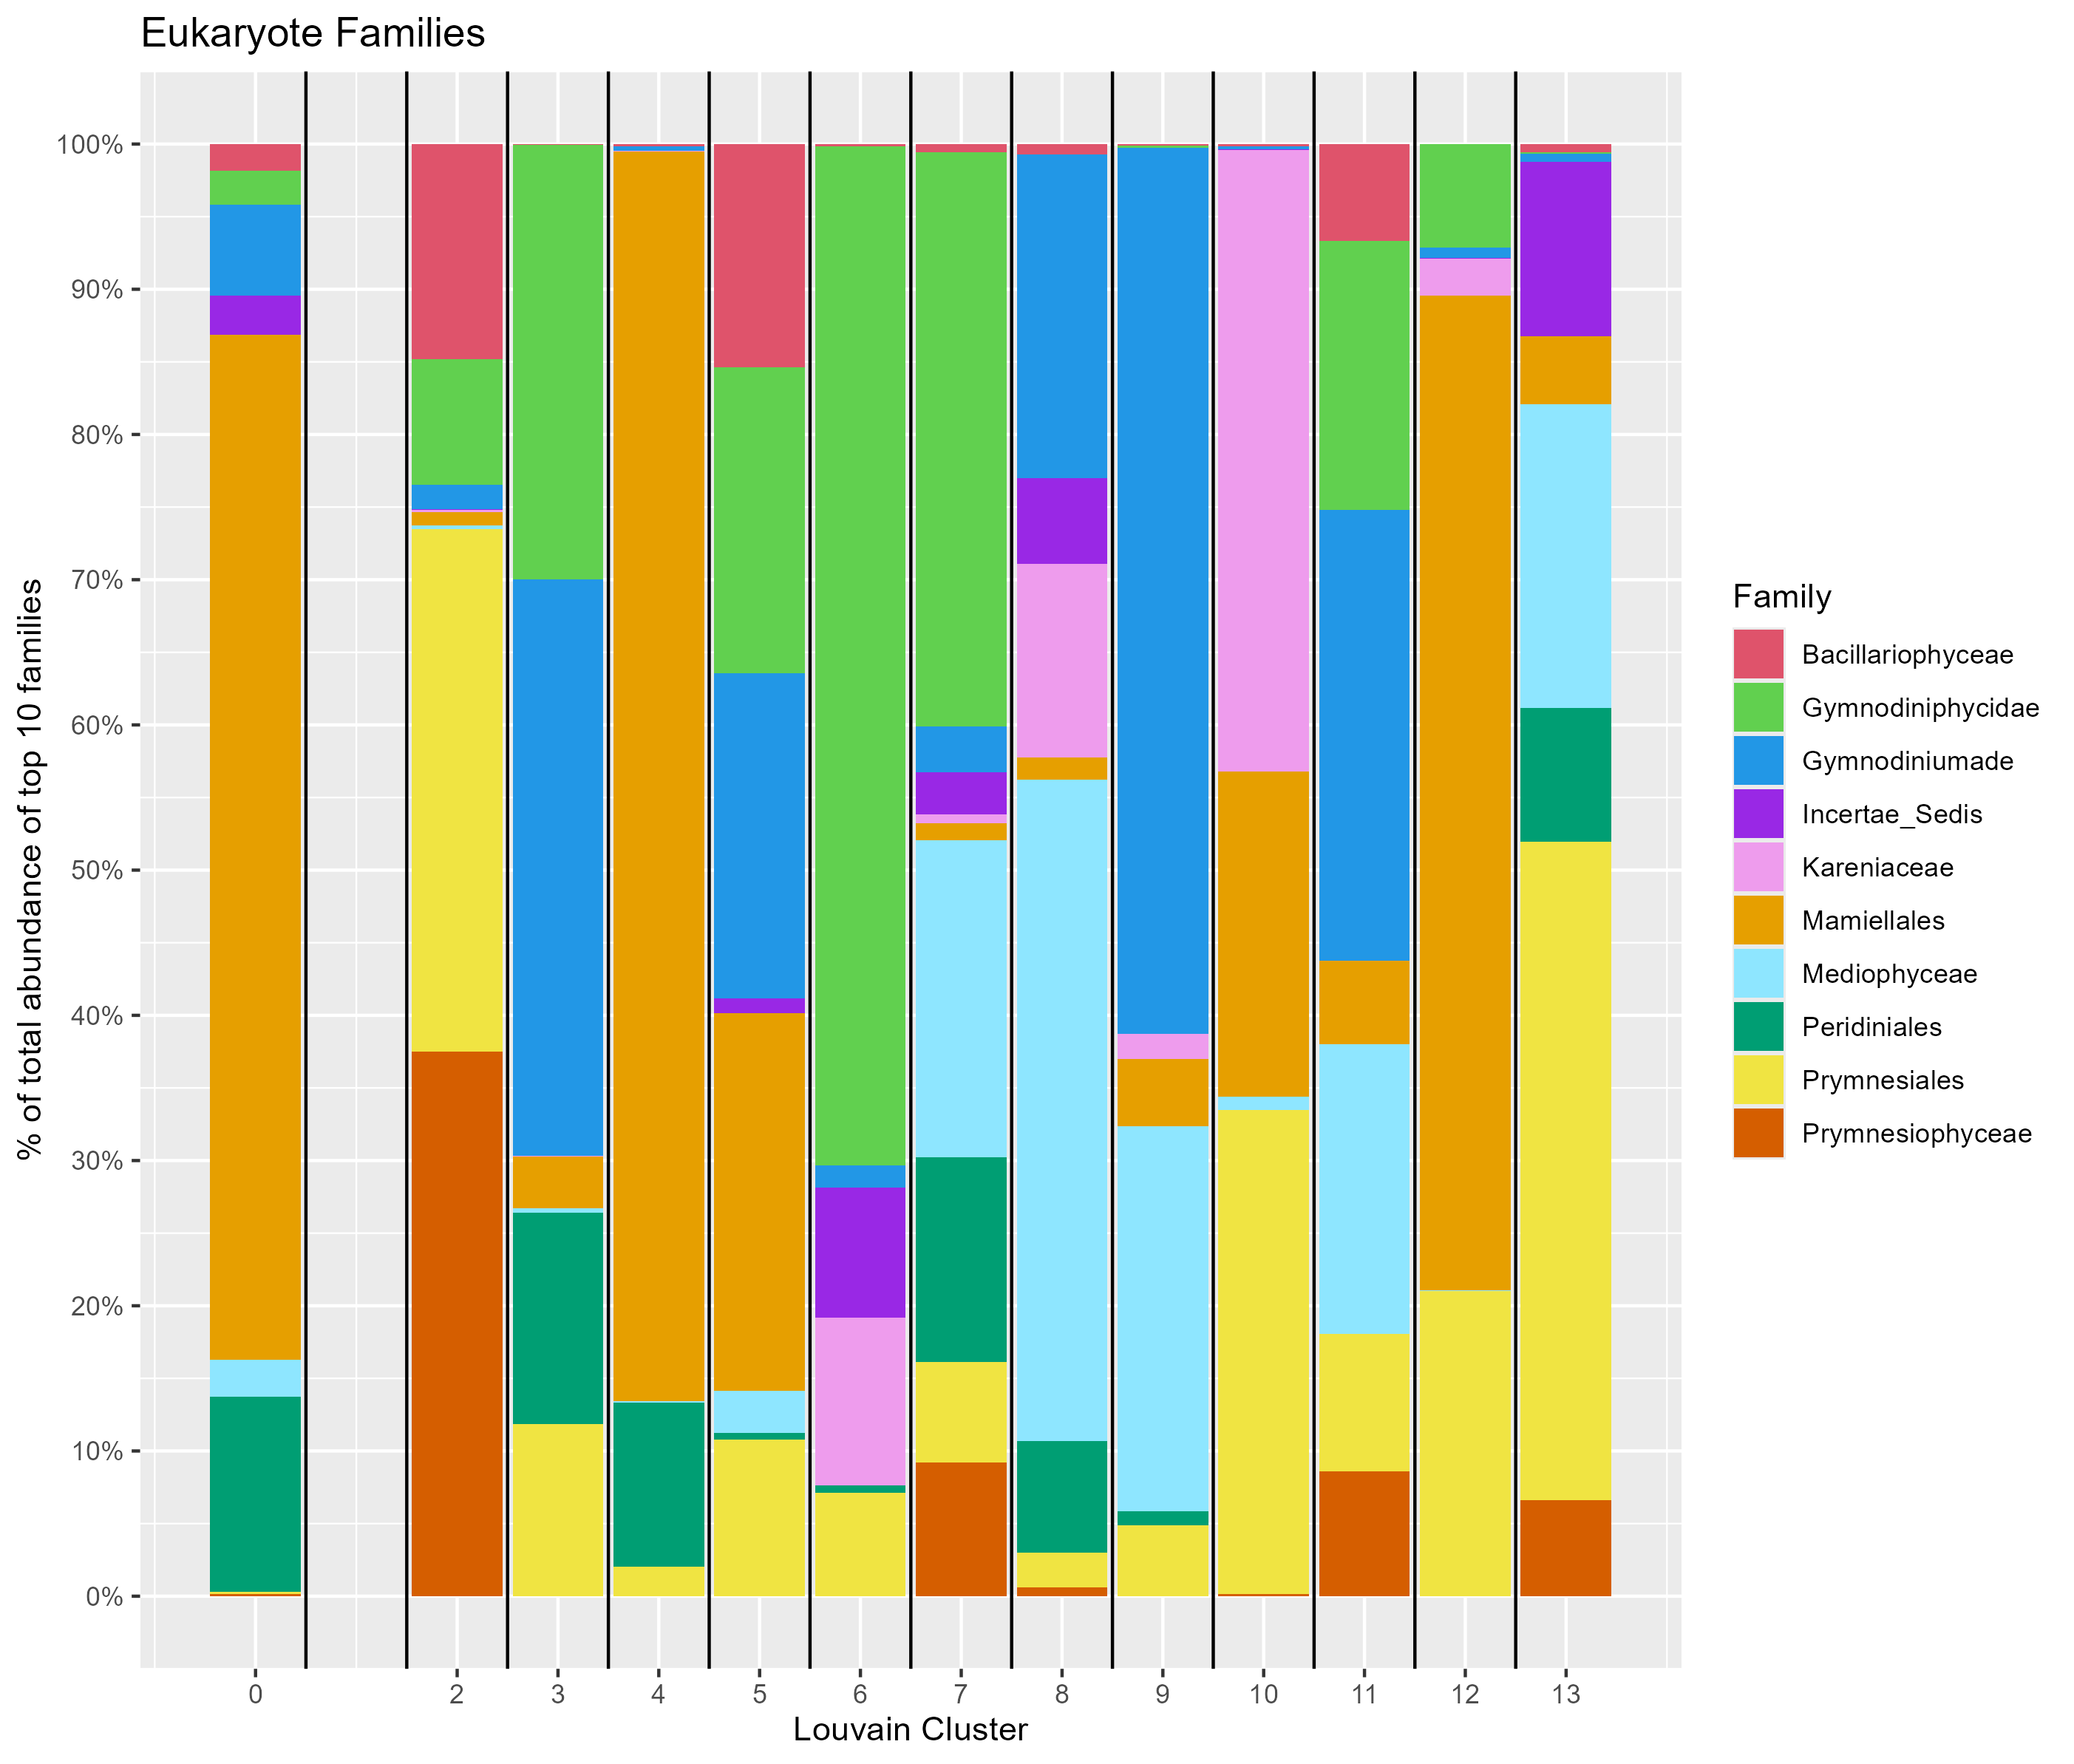 Eukaryote Families
% of total abundance of top 10 families
100%
90%
80%
70%
60%
50%
40%
30%
20%
10%
0%
0 2 3 4 5 6 7 8 9 10 11 12 13
Louvain Cluster
Family
Bacillariophyceae
Gymnodiniphycidae
Gymnodiniumade
Incertae_Sedis
Kareniaceae
Mamiellales
Mediophyceae
Peridiniales
Prymnesiales
Prymnesiophyceae